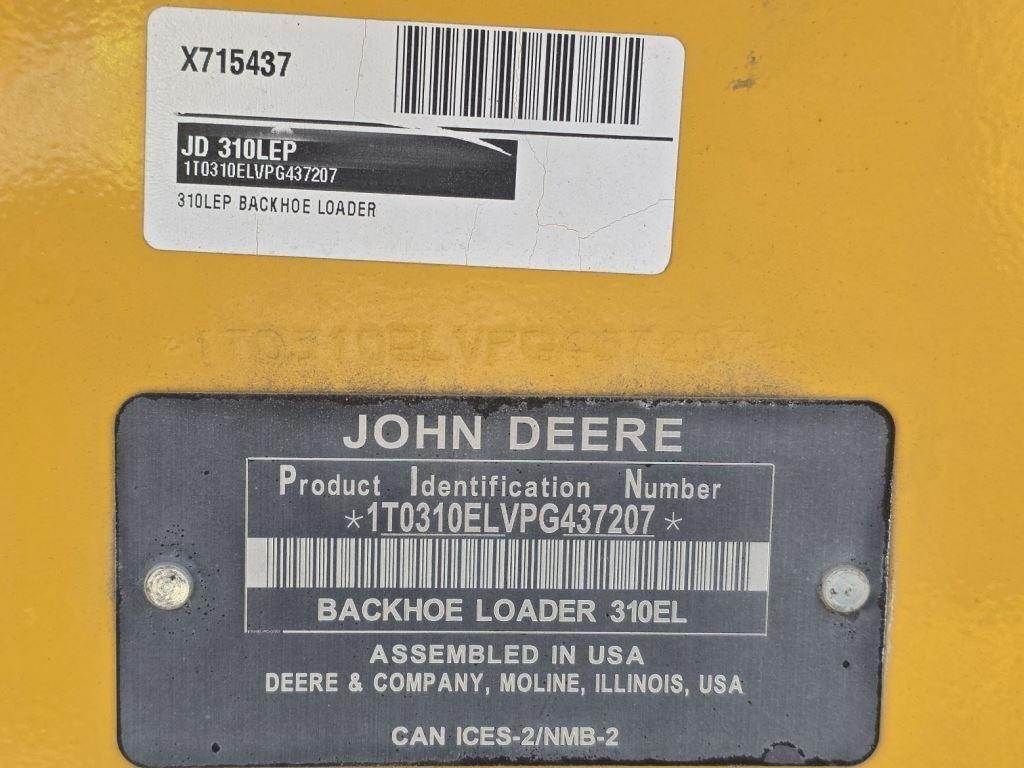 X715437
JD 310LEP
1T0310ELVPG437207
310LEP BACKHOE LOADER
1T0310ELVPG437207
JOHN DEERE
Product Identification Number
*1T0310ELVPG437207*
BACKHOE LOADER 310EL
ASSEMBLED IN USA
DEERE & COMPANY, MOLINE, ILLINOIS, USA
CAN ICES-2/NMB-2